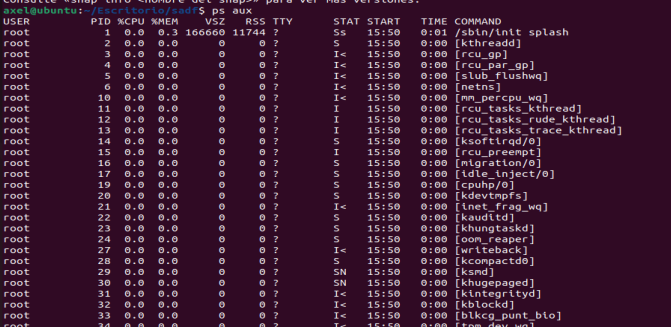 Consulte «snap info <nombre del snap>» para ver más versiones.
axel@ubuntu:~/Escritorio/sadf$ ps aux
USER PID %CPU %MEM VSZ RSS TTY STAT START TIME COMMAND
root 1 0.0 0.3 166660 11744 ? Ss 15:50 0:01 /sbin/init splash
root 2 0.0 0.0 0 0 ? S 15:50 0:00 [kthreadd]
root 3 0.0 0.0 0 0 ? I< 15:50 0:00 [rcu_gp]
root 4 0.0 0.0 0 0 ? I< 15:50 0:00 [rcu_par_gp]
root 5 0.0 0.0 0 0 ? I< 15:50 0:00 [slub_flushwq]
root 6 0.0 0.0 0 0 ? I< 15:50 0:00 [netns]
root 10 0.0 0.0 0 0 ? I< 15:50 0:00 [mm_percpu_wq]
root 11 0.0 0.0 0 0 ? I 15:50 0:00 [rcu_tasks_kthread]
root 12 0.0 0.0 0 0 ? I 15:50 0:00 [rcu_tasks_rude_kthread]
root 13 0.0 0.0 0 0 ? I 15:50 0:00 [rcu_tasks_trace_kthread]
root 14 0.0 0.0 0 0 ? S 15:50 0:00 [ksoftirqd/0]
root 15 0.0 0.0 0 0 ? I 15:50 0:00 [rcu_preempt]
root 16 0.0 0.0 0 0 ? S 15:50 0:00 [migration/0]
root 17 0.0 0.0 0 0 ? S 15:50 0:00 [idle_inject/0]
root 19 0.0 0.0 0 0 ? S 15:50 0:00 [cpuhp/0]
root 20 0.0 0.0 0 0 ? S 15:50 0:00 [kdevtmpfs]
root 21 0.0 0.0 0 0 ? I< 15:50 0:00 [inet_frag_wq]
root 22 0.0 0.0 0 0 ? S 15:50 0:00 [kauditd]
root 23 0.0 0.0 0 0 ? S 15:50 0:00 [khungtaskd]
root 24 0.0 0.0 0 0 ? S 15:50 0:00 [oom_reaper]
root 27 0.0 0.0 0 0 ? I< 15:50 0:00 [writeback]
root 28 0.0 0.0 0 0 ? S 15:50 0:00 [kcompactd0]
root 29 0.0 0.0 0 0 ? SN 15:50 0:00 [ksmd]
root 30 0.0 0.0 0 0 ? SN 15:50 0:00 [khugepaged]
root 31 0.0 0.0 0 0 ? I< 15:50 0:00 [kintegrityd]
root 32 0.0 0.0 0 0 ? I< 15:50 0:00 [kblockd]
root 33 0.0 0.0 0 0 ? I< 15:50 0:00 [blkcg_punt_bio]
root 34 0.0 0.0 0 0 ? I< 15:50 0:00 [tpm_dev_wq]